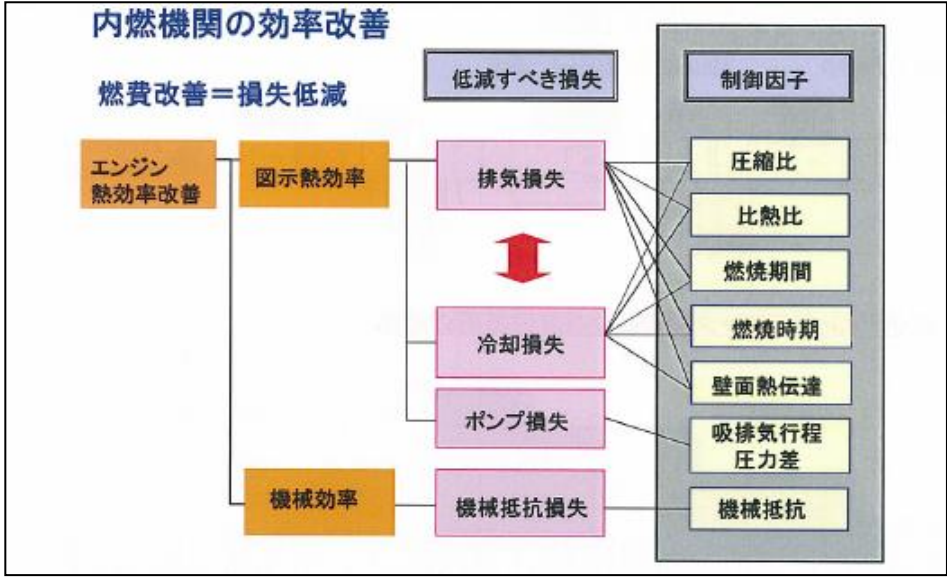 内燃機関の効率改善
燃費改善＝損失低減
低減すべき損失
制御因子
エンジン
熱効率改善
図示熱効率
排気損失
圧縮比
比熱比
燃焼期間
冷却損失
燃焼時期
壁面熱伝達
ポンプ損失
吸排気行程
圧力差
機械効率
機械抵抗損失
機械抵抗